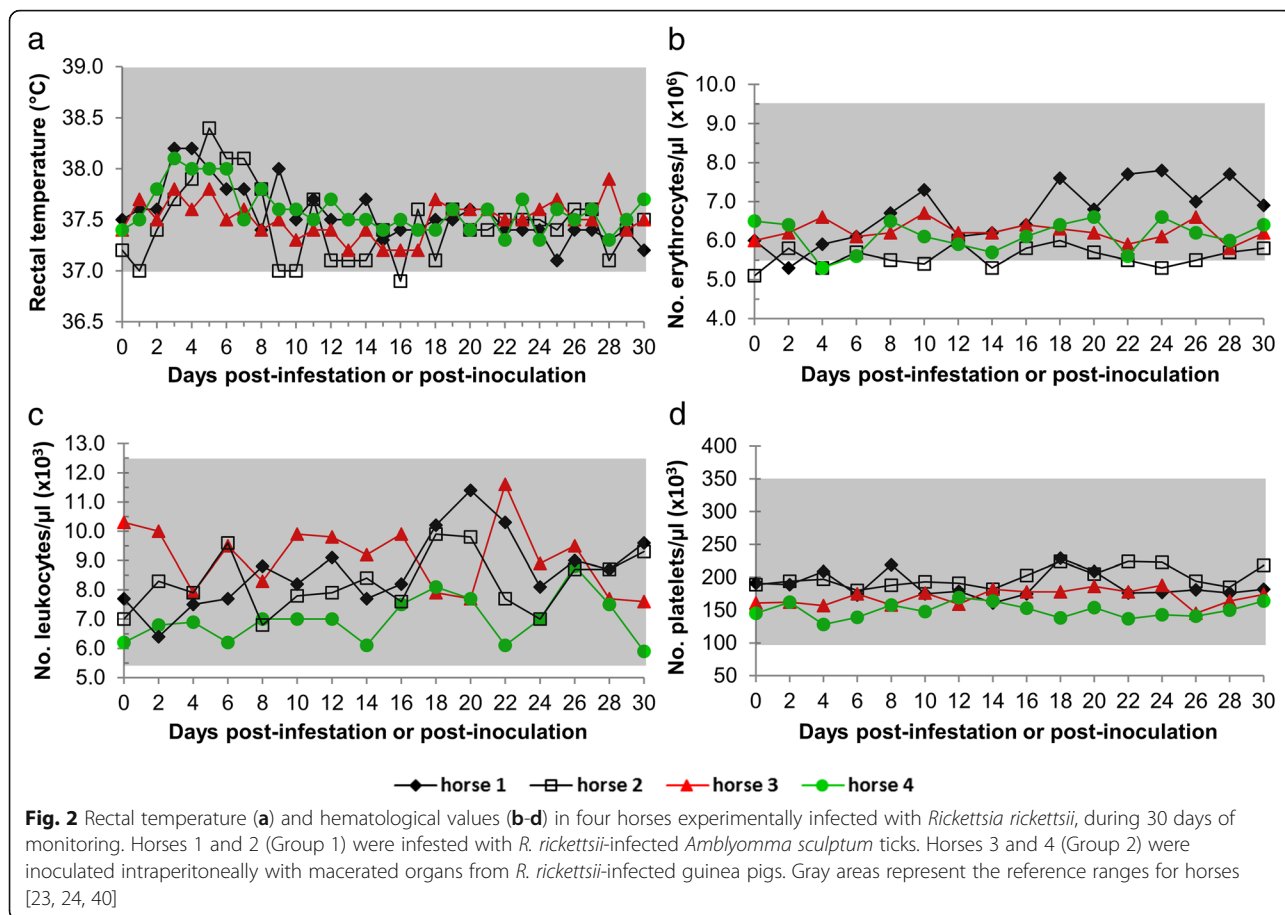 a
39.0
38.5
38.0
37.5
37.0
36.5
Rectal temperature (°C)
0 2 4 6 8 10 12 14 16 18 20 22 24 26 28 30
Days post-infestation or post-inoculation
b
10.0
9.0
8.0
7.0
6.0
5.0
4.0
No. erythrocytes/µl (x10⁶)
0 2 4 6 8 10 12 14 16 18 20 22 24 26 28 30
Days post-infestation or post-inoculation
c
13.0
12.0
11.0
10.0
9.0
8.0
7.0
6.0
5.0
No. leukocytes/µl (x10³)
0 2 4 6 8 10 12 14 16 18 20 22 24 26 28 30
Days post-infestation or post-inoculation
d
400
350
300
250
200
150
100
50
No. platelets/µl (x10³)
0 2 4 6 8 10 12 14 16 18 20 22 24 26 28 30
Days post-infestation or post-inoculation
horse 1 horse 2 horse 3 horse 4
Fig. 2 Rectal temperature (a) and hematological values (b-d) in four horses experimentally infected with Rickettsia rickettsii, during 30 days of
monitoring. Horses 1 and 2 (Group 1) were infested with R. rickettsii-infected Amblyomma sculptum ticks. Horses 3 and 4 (Group 2) were
inoculated intraperitoneally with macerated organs from R. rickettsii-infected guinea pigs. Gray areas represent the reference ranges for horses
[23, 24, 40]